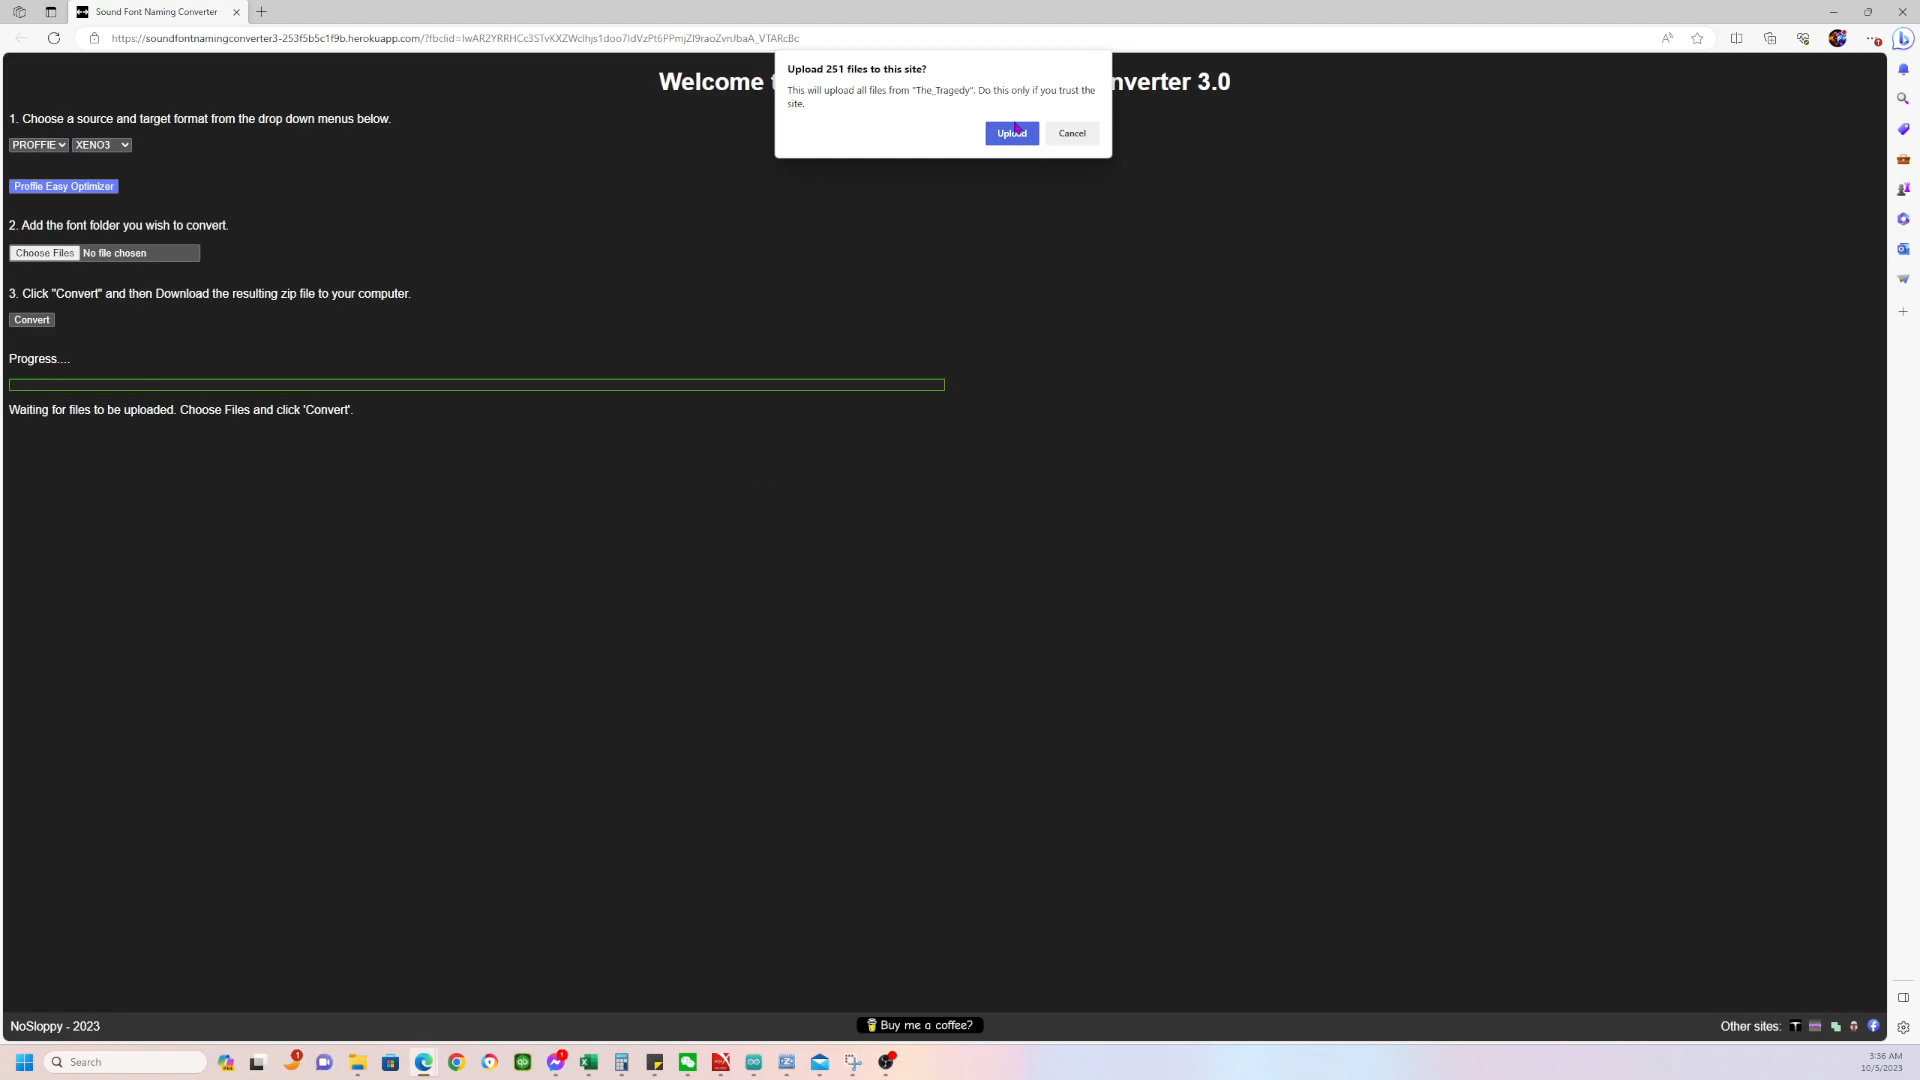 Sound Font Naming Converter
https://soundfontnamingconverter3-253f5b5c1f9b.herokuapp.com/?fbclid=IwAR2YRRHCc3STvKXZWclhjs1doo7IdVzPt6PPmjZI9raoZvnJbaA_VTARcBc
Upload 251 files to this site?
This will upload all files from "The_Tragedy". Do this only if you trust the
site.
Upload Cancel
Welcome nverter 3.0
1. Choose a source and target format from the drop down menus below.
PROFFIE XENO3
Proffie Easy Optimizer
2. Add the font folder you wish to convert.
Choose Files No file chosen
3. Click "Convert" and then Download the resulting zip file to your computer.
Convert
Progress....
Waiting for files to be uploaded. Choose Files and click 'Convert'.
NoSloppy - 2023
Buy me a coffee?
Other sites:
Search
3:36 AM
10/5/2023